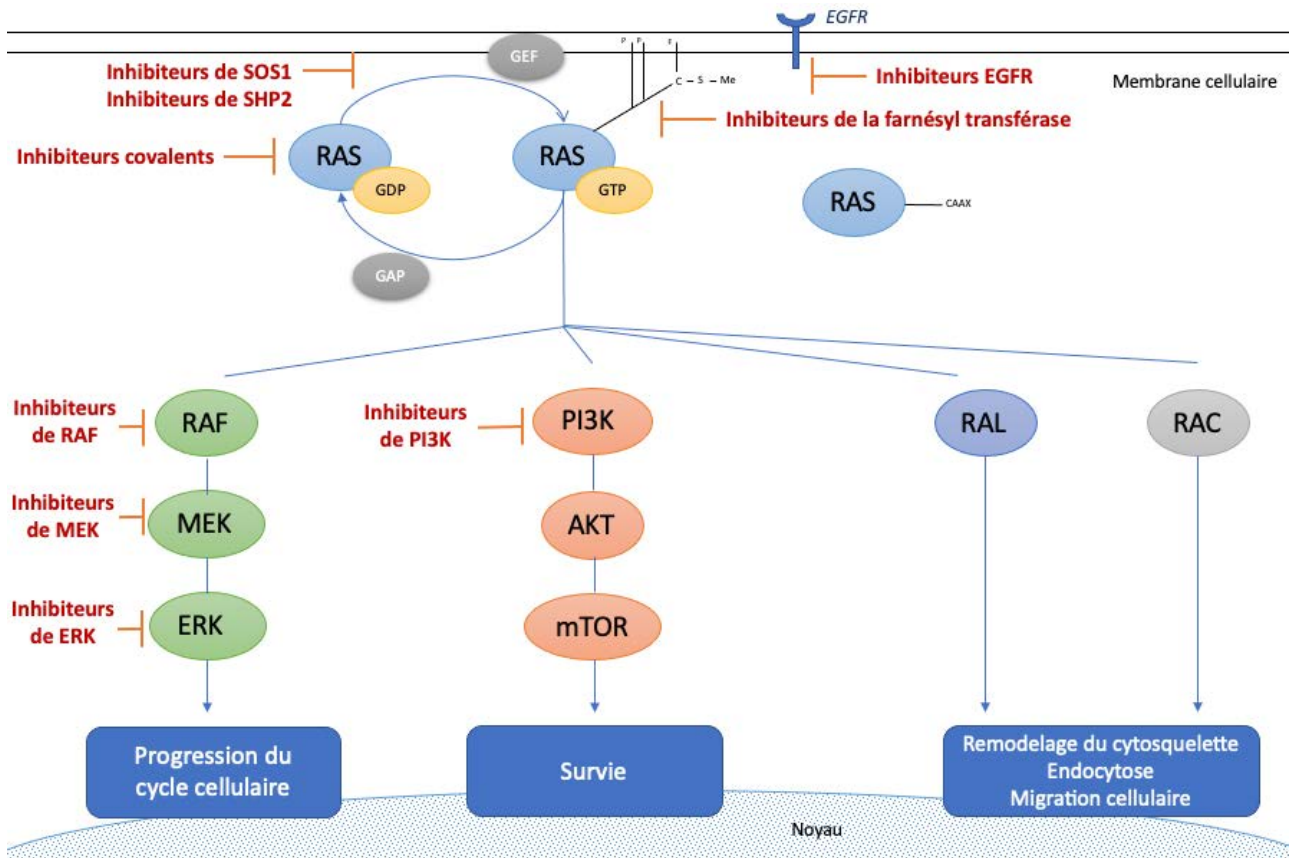 EGFR
GEF
P P F
Inhibiteurs de SOS1
Inhibiteurs de SHP2
C – S – Me
Inhibiteurs EGFR
Membrane cellulaire
Inhibiteurs de la farnésyl transférase
Inhibiteurs covalents
RAS
GDP
RAS
GTP
RAS
CAAX
GAP
Inhibiteurs
de RAF
RAF
Inhibiteurs
de PI3K
PI3K
RAL
RAC
Inhibiteurs
de MEK
MEK
AKT
Inhibiteurs
de ERK
ERK
mTOR
Progression du
cycle cellulaire
Survie
Remodelage du cytosquelette
Endocytose
Migration cellulaire
Noyau